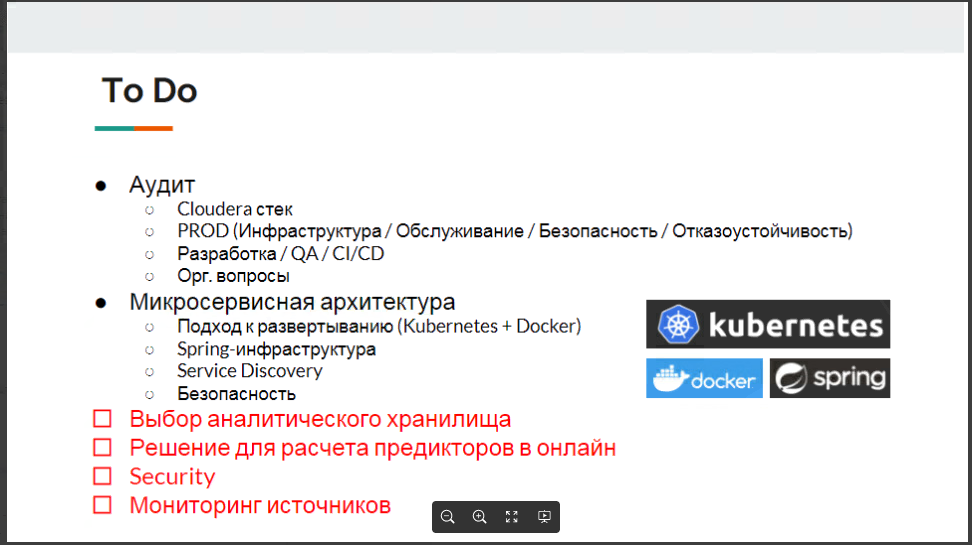 To Do
● Аудит
○ Cloudera стек
○ PROD (Инфраструктура / Обслуживание / Безопасность / Отказоустойчивость)
○ Разработка / QA / CI/CD
○ Орг. вопросы
● Микросервисная архитектура
○ Подход к развертыванию (Kubernetes + Docker)
○ Spring-инфраструктура
○ Service Discovery
○ Безопасность
kubernetes
docker
spring
☐ Выбор аналитического хранилища
☐ Решение для расчета предикторов в онлайн
☐ Security
☐ Мониторинг источников